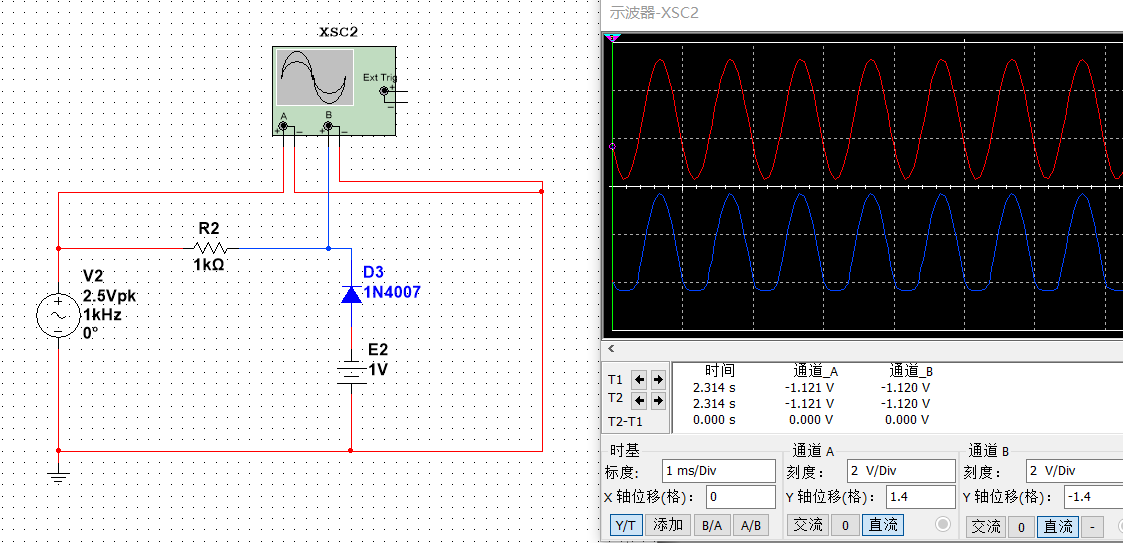 XSC2
Ext Trig
+
−
A
B
+ − + −
R2
1kΩ
V2
2.5Vpk
1kHz
0°
D3
1N4007
E2
1V
示波器-XSC2
时间 通道_A 通道_B
T1 2.314 s -1.121 V -1.120 V
T2 2.314 s -1.121 V -1.120 V
T2-T1 0.000 s 0.000 V 0.000 V
时基 通道 A 通道 B
标度: 1 ms/Div 刻度: 2 V/Div 刻度: 2 V/Div
X 轴位移(格): 0 Y 轴位移(格): 1.4 Y 轴位移(格): -1.4
Y/T 添加 B/A A/B 交流 0 直流 交流 0 直流 -